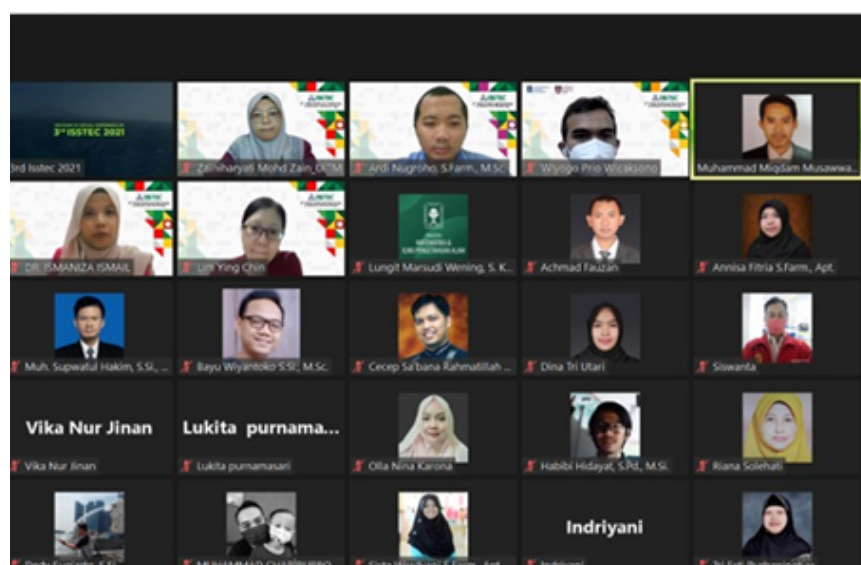 3rd ISSTEC 2021
3rd Isstec 2021
Zainiharyati Mohd Zain_UiTM
Ardi Nugroho, S.Farm., M.Sc.
Wiyogo Prio Wicaksono
Muhammad Miqdam Musawwa...
DR. ISMANIZA ISMAIL
Lim Ying Chin
Lungit Marsudi Wening, S. K...
Achmad Fauzan
Annisa Fitria S.Farm., Apt.
Muh. Supwatul Hakim, S.Si., ...
Bayu Wiyantoko S.Si., M.Sc.
Cecep Sa'bana Rahmatillah ...
Dina Tri Utari
Siswanta
Vika Nur Jinan
Lukita purnama...
Vika Nur Jinan
Lukita purnamasari
Olla Nina Karona
Habibi Hidayat, S.Pd., M.Si.
Riana Solehati
Indriyani
Indriyani